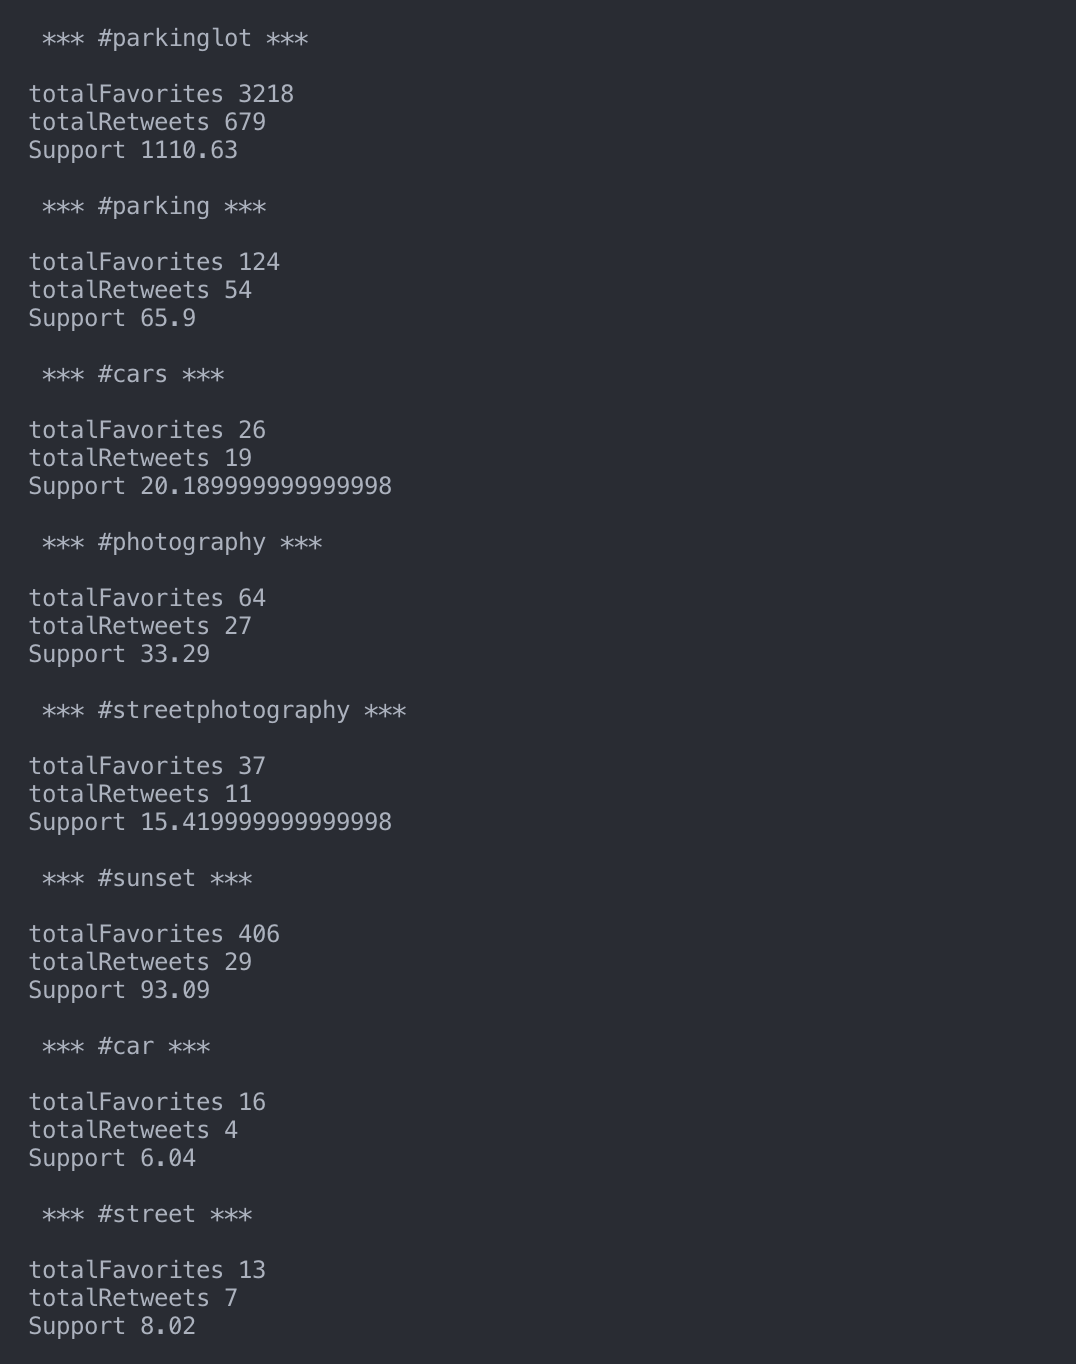 *** #parkinglot ***
totalFavorites 3218
totalRetweets 679
Support 1110.63
*** #parking ***
totalFavorites 124
totalRetweets 54
Support 65.9
*** #cars ***
totalFavorites 26
totalRetweets 19
Support 20.189999999999998
*** #photography ***
totalFavorites 64
totalRetweets 27
Support 33.29
*** #streetphotography ***
totalFavorites 37
totalRetweets 11
Support 15.419999999999998
*** #sunset ***
totalFavorites 406
totalRetweets 29
Support 93.09
*** #car ***
totalFavorites 16
totalRetweets 4
Support 6.04
*** #street ***
totalFavorites 13
totalRetweets 7
Support 8.02